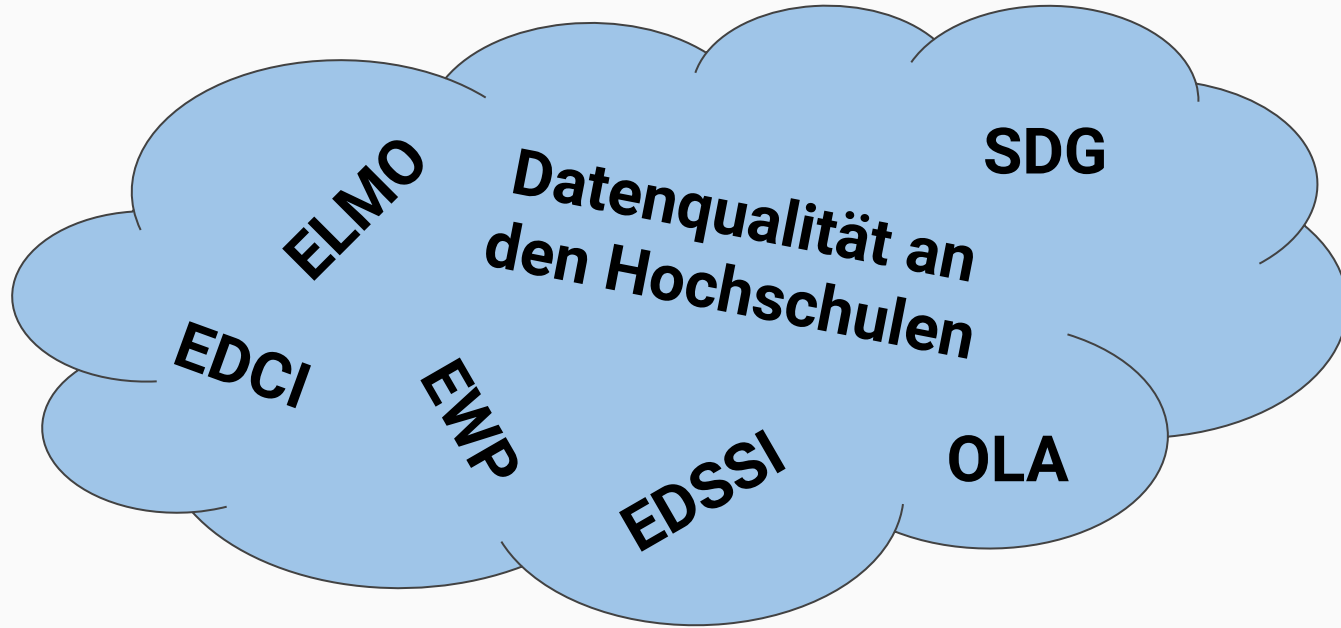 SDG
ELMO
Datenqualität an
den Hochschulen
EDCI
EWP
EDSSI
OLA